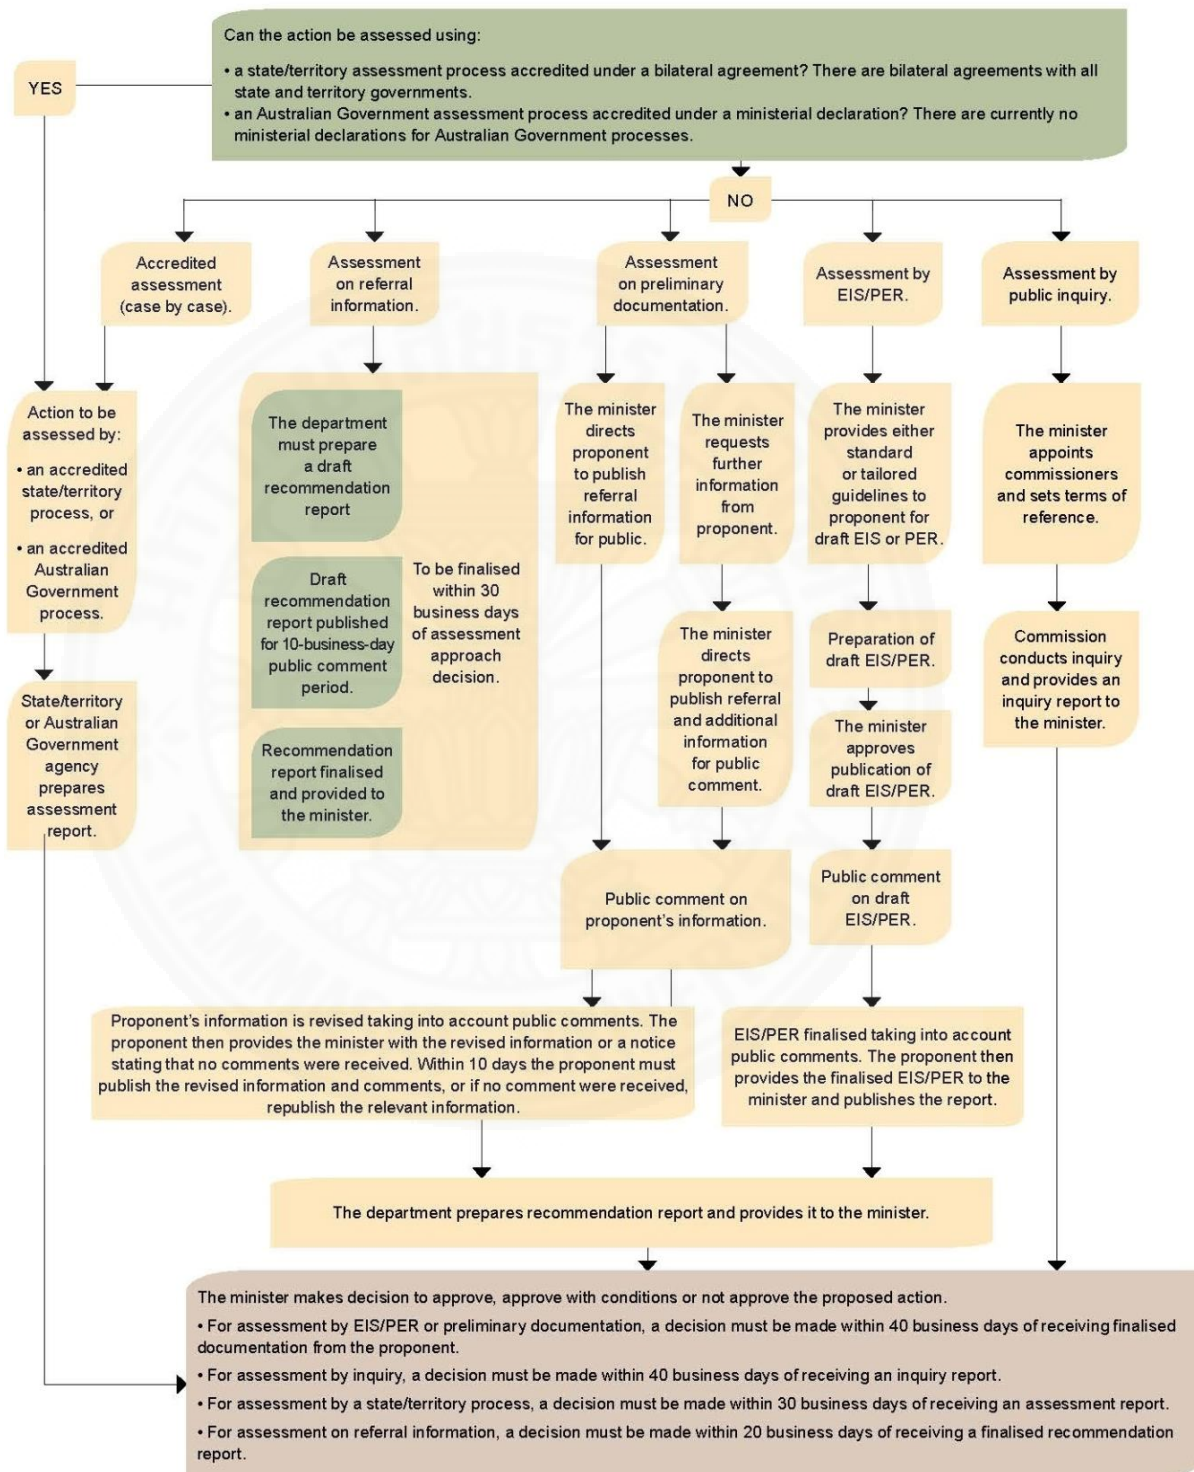 Can the action be assessed using:
• a state/territory assessment process accredited under a bilateral agreement? There are bilateral agreements with all
state and territory governments.
• an Australian Government assessment process accredited under a ministerial declaration? There are currently no
ministerial declarations for Australian Government processes.
YES
NO
Accredited
assessment
(case by case).
Assessment
on referral
information.
Assessment
on preliminary
documentation.
Assessment by
EIS/PER.
Assessment by
public inquiry.
Action to be
assessed by:
• an accredited
state/territory
process, or
• an accredited
Australian
Government
process.
State/territory
or Australian
Government
agency
prepares
assessment
report.
The department
must prepare
a draft
recommendation
report
Draft
recommendation
report published
for 10-business-day
public comment
period.
Recommendation
report finalised
and provided to
the minister.
To be finalised
within 30
business days
of assessment
approach
decision.
The minister
directs
proponent
to publish
referral
information
for public.
The minister
requests
further
information
from
proponent.
The minister
directs
proponent to
publish referral
and additional
information
for public
comment.
Public comment on
proponent's information.
The minister
provides either
standard
or tailored
guidelines to
proponent for
draft EIS or PER.
Preparation of
draft EIS/PER.
The minister
approves
publication of
draft EIS/PER.
Public comment
on draft
EIS/PER.
The minister
appoints
commissioners
and sets terms of
reference.
Commission
conducts inquiry
and provides an
inquiry report to
the minister.
Proponent's information is revised taking into account public comments. The
proponent then provides the minister with the revised information or a notice
stating that no comments were received. Within 10 days the proponent must
publish the revised information and comments, or if no comment were received,
republish the relevant information.
EIS/PER finalised taking into account
public comments. The proponent then
provides the finalised EIS/PER to the
minister and publishes the report.
The department prepares recommendation report and provides it to the minister.
The minister makes decision to approve, approve with conditions or not approve the proposed action.
• For assessment by EIS/PER or preliminary documentation, a decision must be made within 40 business days of receiving finalised
documentation from the proponent.
• For assessment by inquiry, a decision must be made within 40 business days of receiving an inquiry report.
• For assessment by a state/territory process, a decision must be made within 30 business days of receiving an assessment report.
• For assessment on referral information, a decision must be made within 20 business days of receiving a finalised recommendation
report.